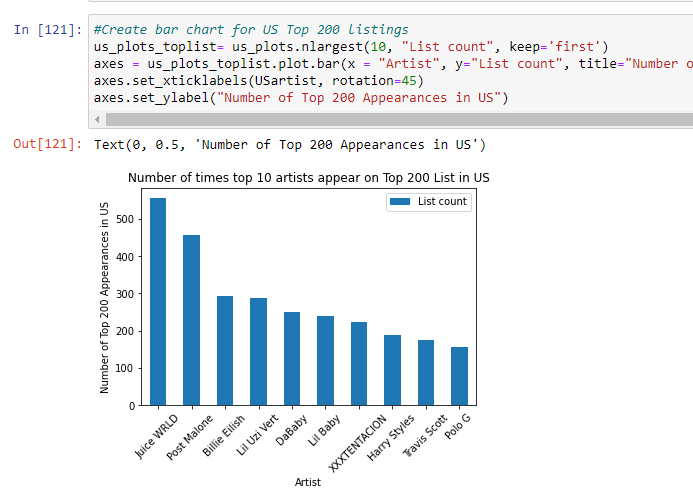 In [121]: #Create bar chart for US Top 200 listings
us_plots_toplist= us_plots.nlargest(10, "List count", keep='first')
axes = us_plots_toplist.plot.bar(x = "Artist", y="List count", title="Number o
axes.set_xticklabels(USartist, rotation=45)
axes.set_ylabel("Number of Top 200 Appearances in US")
Out[121]: Text(0, 0.5, 'Number of Top 200 Appearances in US')
Number of times top 10 artists appear on Top 200 List in US
List count
Number of Top 200 Appearances in US
500
400
300
200
100
0
Juice WRLD
Post Malone
Billie Eilish
Lil Uzi Vert
DaBaby
Lil Baby
XXXTENTACION
Harry Styles
Travis Scott
Polo G
Artist